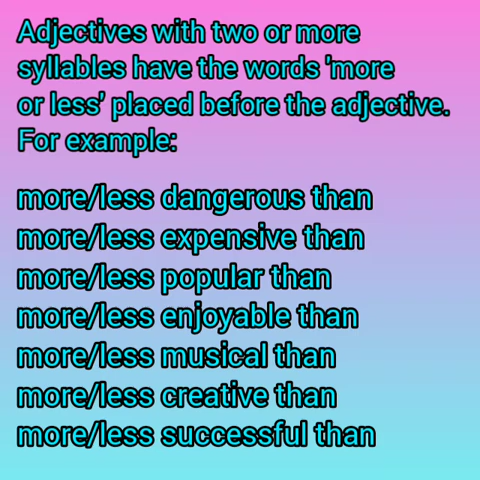 Adjectives with two or more
syllables have the words 'more
or less' placed before the adjective.
For example:
more/less dangerous than
more/less expensive than
more/less popular than
more/less enjoyable than
more/less musical than
more/less creative than
more/less successful than